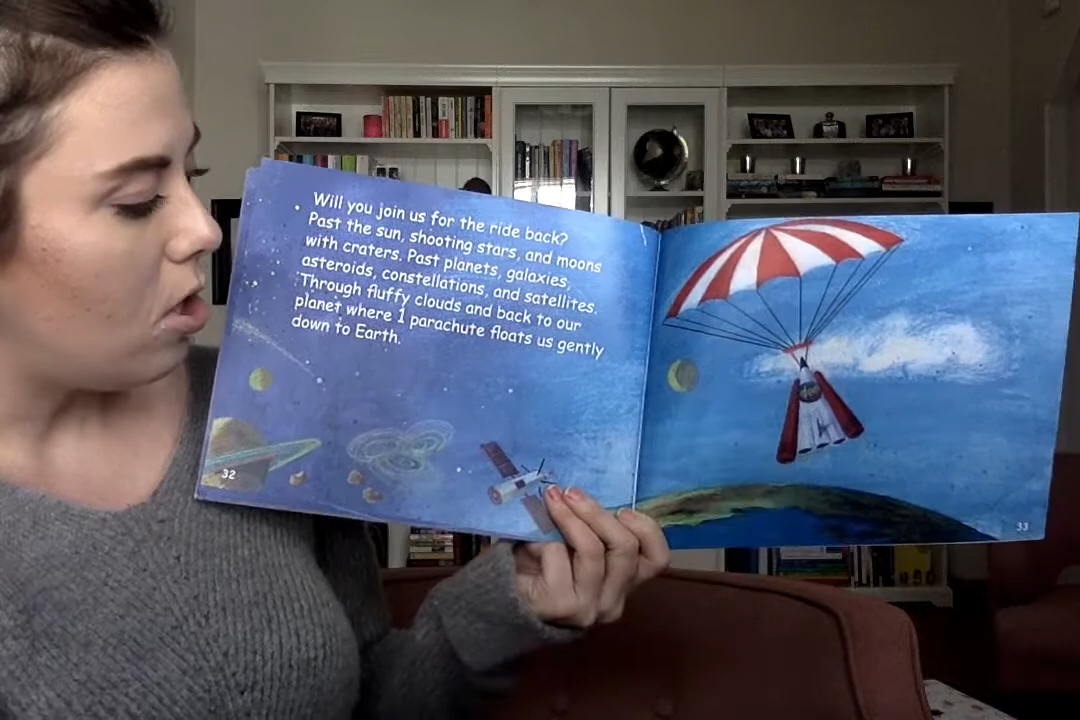 Will you join us for the ride back?
Past the sun, shooting stars, and moons
with craters. Past planets, galaxies,
asteroids, constellations, and satellites.
Through fluffy clouds and back to our
planet where 1 parachute floats us gently
down to Earth.
32
33